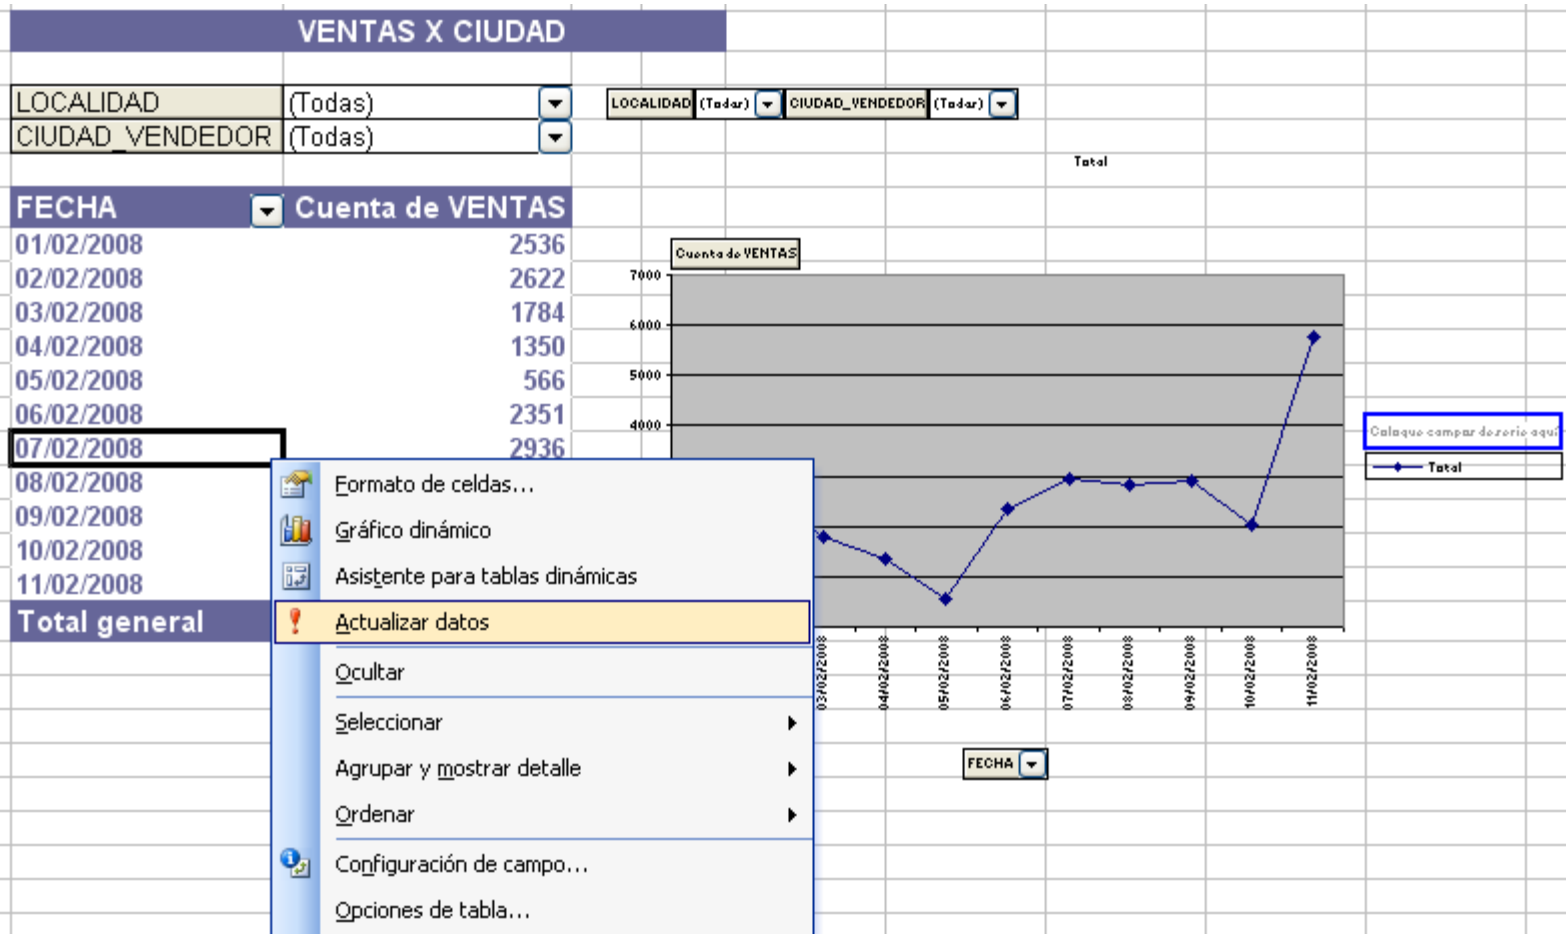 VENTAS X CIUDAD
LOCALIDAD (Todas)
CIUDAD_VENDEDOR (Todas)
LOCALIDAD (Todas) CIUDAD_VENDEDOR (Todas)
Total
FECHA Cuenta de VENTAS
01/02/2008 2536
02/02/2008 2622
03/02/2008 1784
04/02/2008 1350
05/02/2008 566
06/02/2008 2351
07/02/2008 2936
08/02/2008
09/02/2008
10/02/2008
11/02/2008
Total general
Formato de celdas...
Gráfico dinámico
Asistente para tablas dinámicas
Actualizar datos
Ocultar
Seleccionar
Agrupar y mostrar detalle
Ordenar
Configuración de campo...
Opciones de tabla...
Cuenta de VENTAS
7000
6000
5000
4000
03/02/2008
04/02/2008
05/02/2008
06/02/2008
07/02/2008
08/02/2008
09/02/2008
10/02/2008
11/02/2008
FECHA
Coloque campos de serie aquí
Total